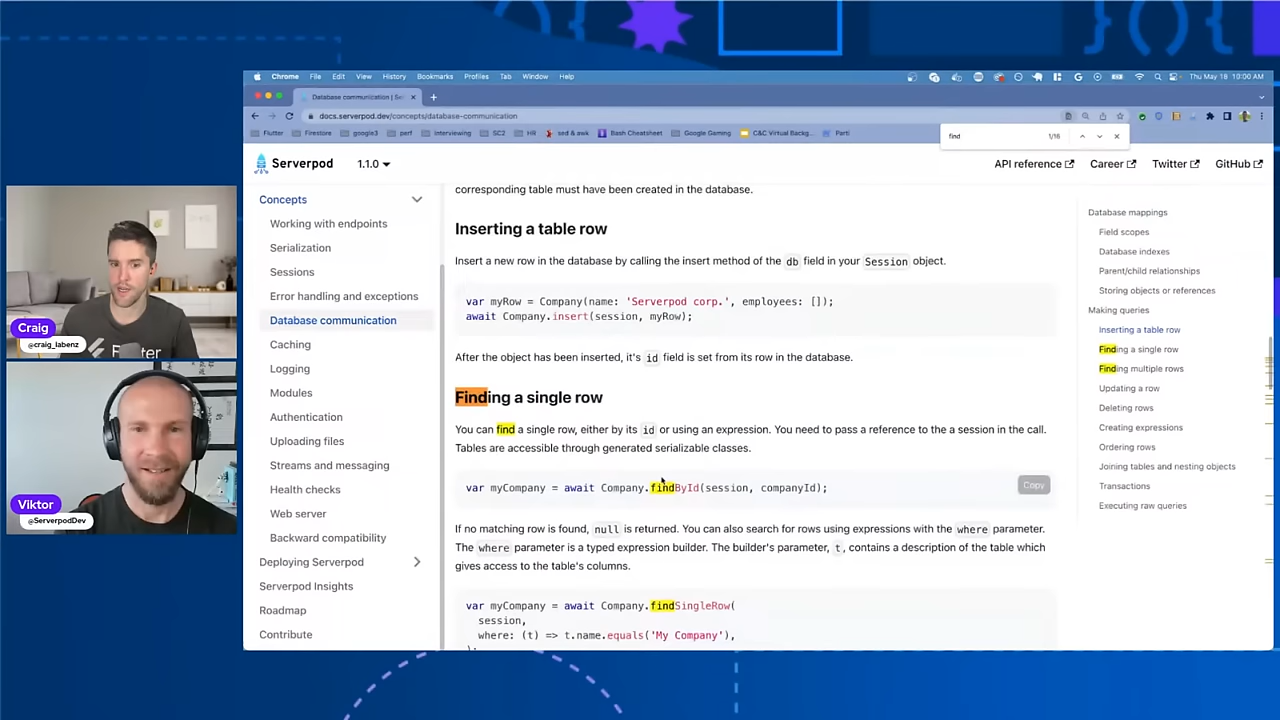 {}
{()}
Chrome File Edit View History Bookmarks Profiles Tab Window Help
Thu May 18 10:00 AM
Database communication | Se
docs.serverpod.dev/concepts/database-communication
Flutter Firestore google3 perf Interviewing SC2 Hill sed & awk Bash Cheatsheet Google Gaming C&C Virtual Backg... Parti
find 1/16
Serverpod 1.1.0
API reference Career Twitter GitHub
Concepts
Working with endpoints
Serialization
Sessions
Error handling and exceptions
Database communication
Caching
Logging
Modules
Authentication
Uploading files
Streams and messaging
Health checks
Web server
Backward compatibility
Deploying Serverpod
Serverpod Insights
Roadmap
Contribute
corresponding table must have been created in the database.
Inserting a table row
Insert a new row in the database by calling the insert method of the db field in your Session object.
var myRow = Company(name: 'Serverpod corp.', employees: []);
await Company.insert(session, myRow);
After the object has been inserted, it's id field is set from its row in the database.
Finding a single row
You can find a single row, either by its id or using an expression. You need to pass a reference to the a session in the call.
Tables are accessible through generated serializable classes.
var myCompany = await Company.findById(session, companyId);
Copy
If no matching row is found, null is returned. You can also search for rows using expressions with the where parameter.
The where parameter is a typed expression builder. The builder's parameter, t, contains a description of the table which
gives access to the table's columns.
var myCompany = await Company.findSingleRow(
session,
where: (t) => t.name.equals('My Company'),
Database mappings
Field scopes
Database indexes
Parent/child relationships
Storing objects or references
Making queries
Inserting a table row
Finding a single row
Finding multiple rows
Updating a row
Deleting rows
Creating expressions
Ordering rows
Joining tables and nesting objects
Transactions
Executing raw queries
Craig
@craig_labenz
Viktor
@ServerpodDev